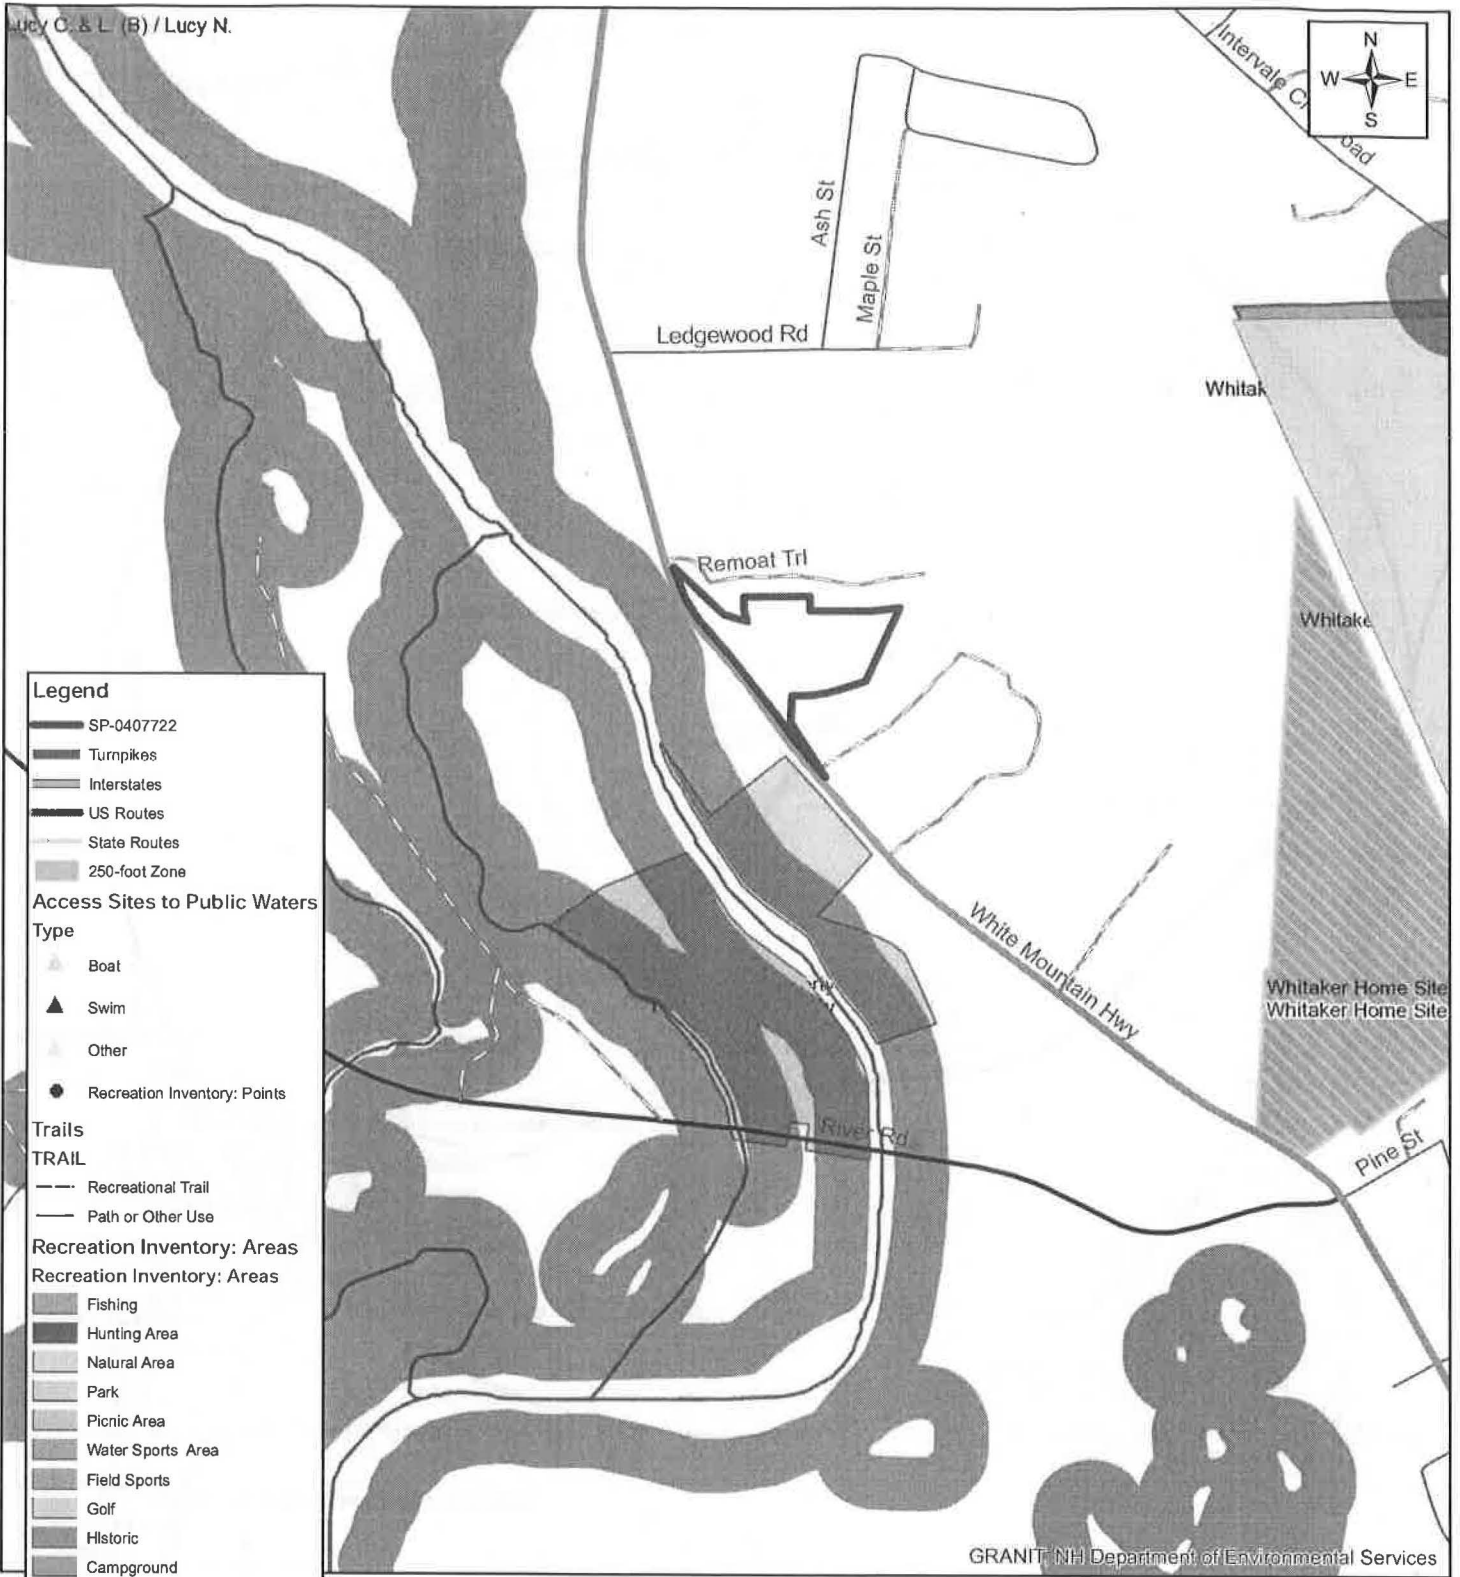 Lucy C. & L. (B) / Lucy N.
Intervale
N
W E
S
Ash St
Maple St
Ledgewood Rd
Whitak
Remoat Trl
Whitake
White Mountain Hwy
Whitaker Home Site
Whitaker Home Site
River Rd
Pine St
Legend
SP-0407722
Turnpikes
Interstates
US Routes
State Routes
250-foot Zone
Access Sites to Public Waters
Type
Boat
Swim
Other
Recreation Inventory: Points
Trails
TRAIL
Recreational Trail
Path or Other Use
Recreation Inventory: Areas
Recreation Inventory: Areas
Fishing
Hunting Area
Natural Area
Park
Picnic Area
Water Sports Area
Field Sports
Golf
Historic
Campground
GRANIT, NH Department of Environmental Services